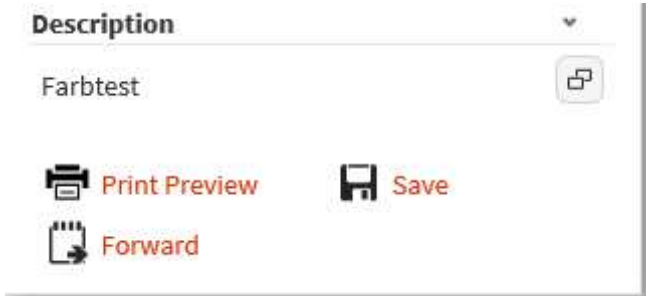 Description
Farbtest
Print Preview Save
Forward